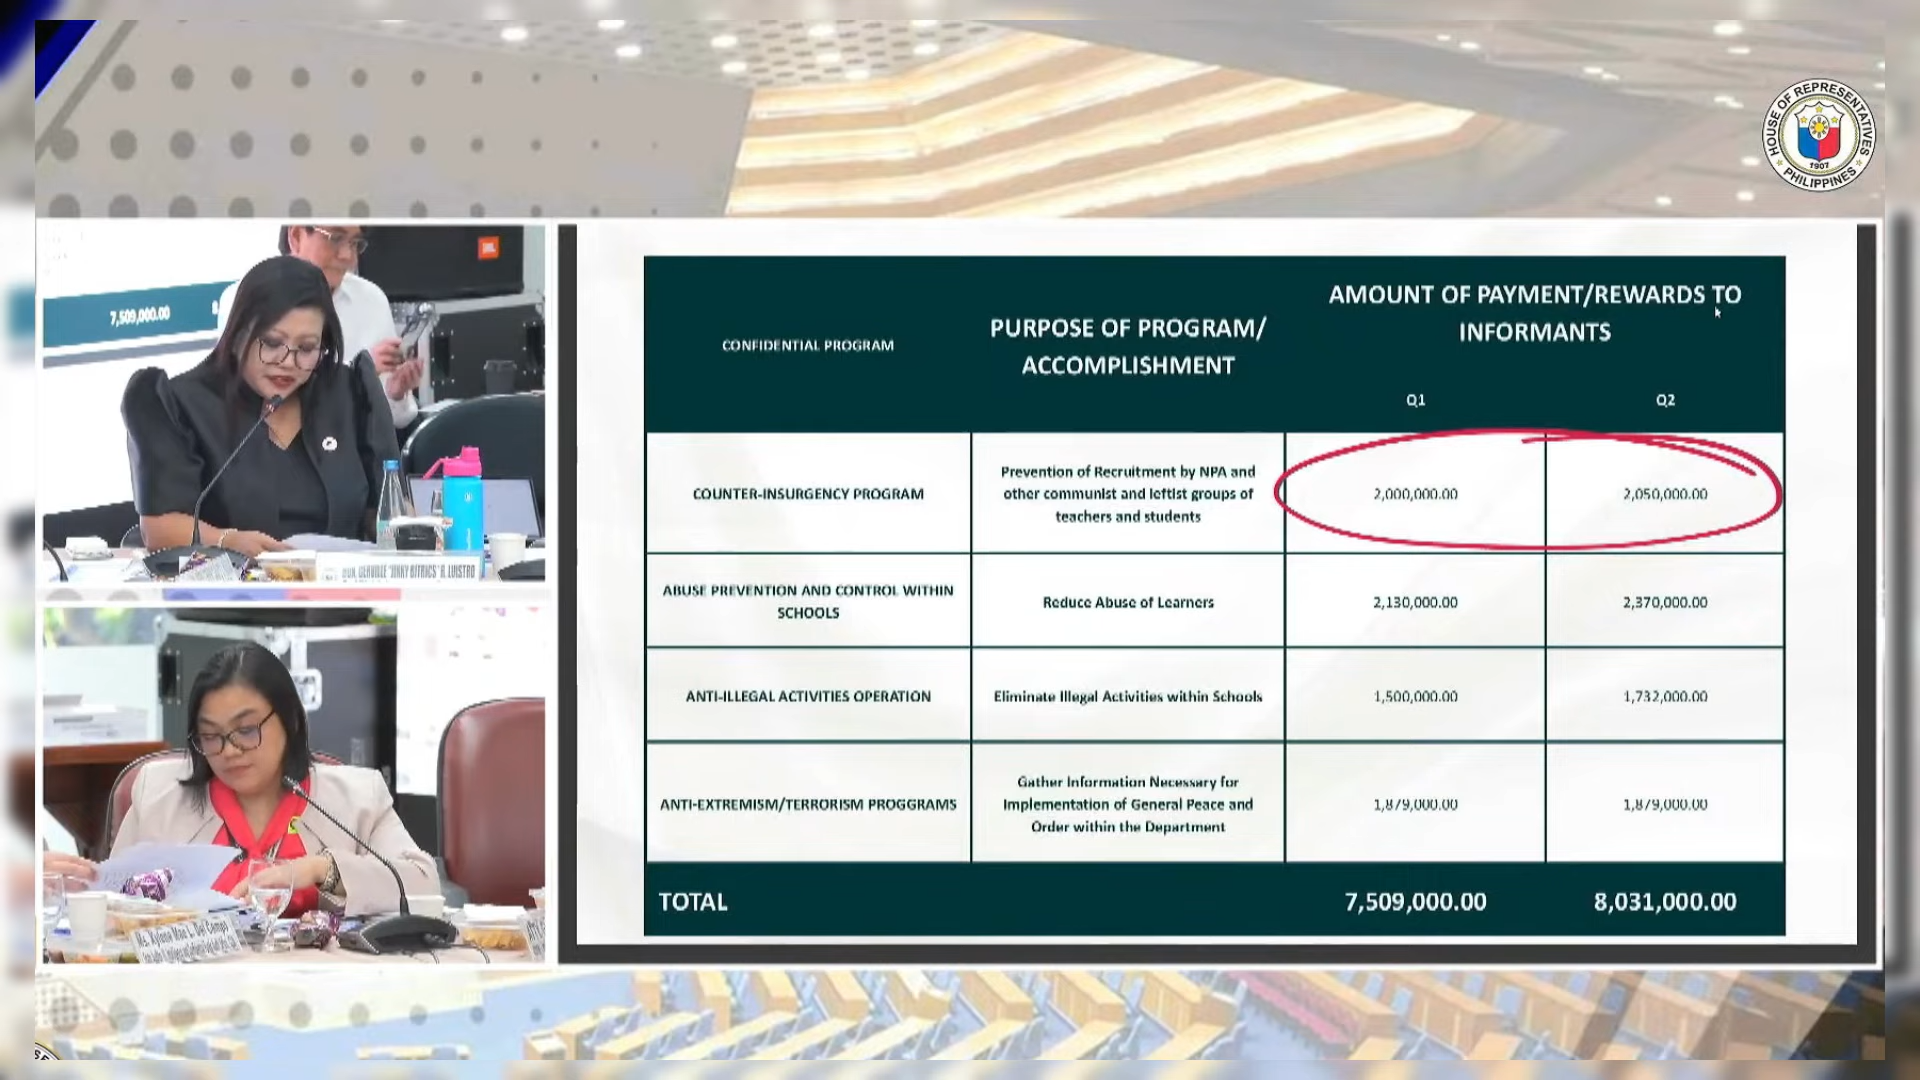 HOUSE OF REPRESENTATIVES
1907
PHILIPPINES
JBL
7,509,000.00
CONFIDENTIAL PROGRAM
PURPOSE OF PROGRAM/
ACCOMPLISHMENT
AMOUNT OF PAYMENT/REWARDS TO
INFORMANTS
Q1
Q2
COUNTER-INSURGENCY PROGRAM
Prevention of Recruitment by NPA and
other communist and leftist groups of
teachers and students
2,000,000.00
2,050,000.00
ABUSE PREVENTION AND CONTROL WITHIN
SCHOOLS
Reduce Abuse of Learners
2,130,000.00
2,370,000.00
ANTI-ILLEGAL ACTIVITIES OPERATION
Eliminate Illegal Activities within Schools
1,500,000.00
1,732,000.00
ANTI-EXTREMISM/TERRORISM PROGGRAMS
Gather Information Necessary for
Implementation of General Peace and
Order within the Department
1,879,000.00
1,879,000.00
TOTAL
7,509,000.00
8,031,000.00
LUISTRO